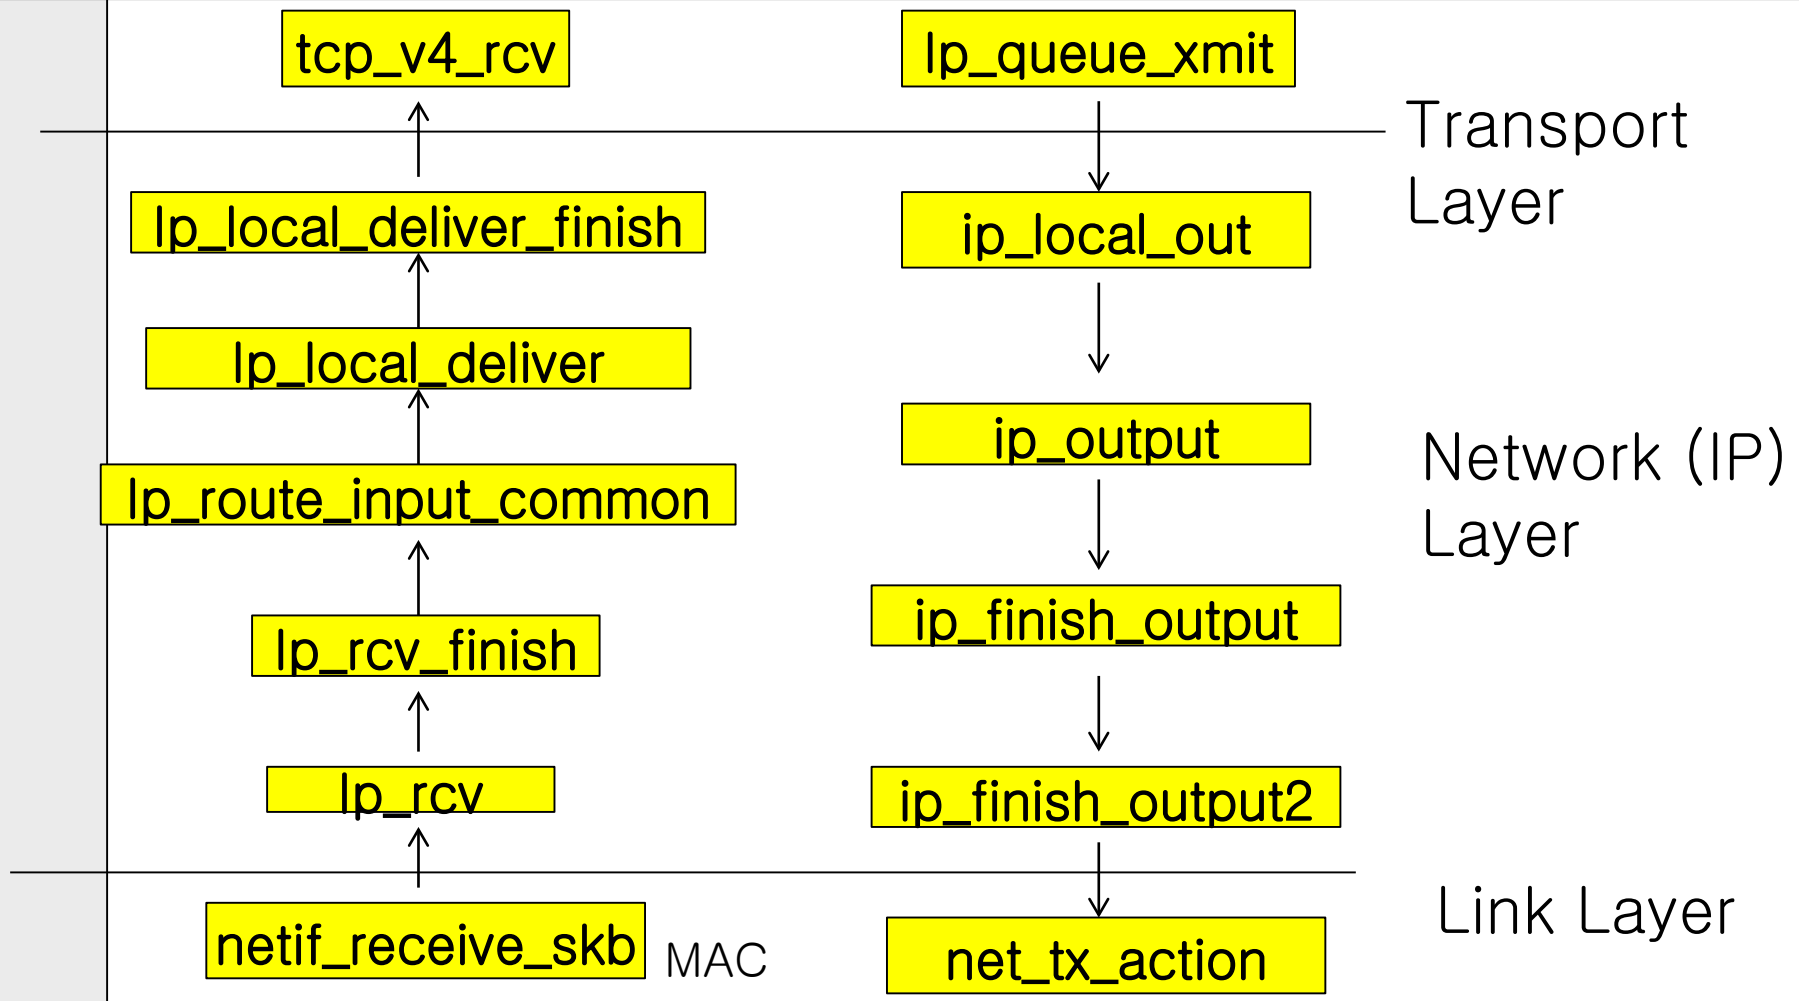 tcp_v4_rcv
Ip_queue_xmit
Transport
Layer
Ip_local_deliver_finish
ip_local_out
Ip_local_deliver
ip_output
Network (IP)
Layer
Ip_route_input_common
ip_finish_output
Ip_rcv_finish
Ip_rcv
ip_finish_output2
Link Layer
netif_receive_skb
MAC
net_tx_action